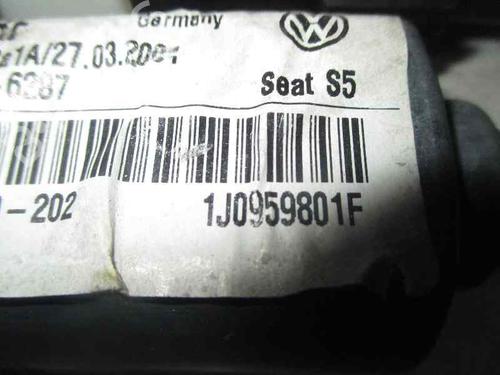 Germany
1A/27.03.2001
6287
Seat S5
-202
1J0959801F